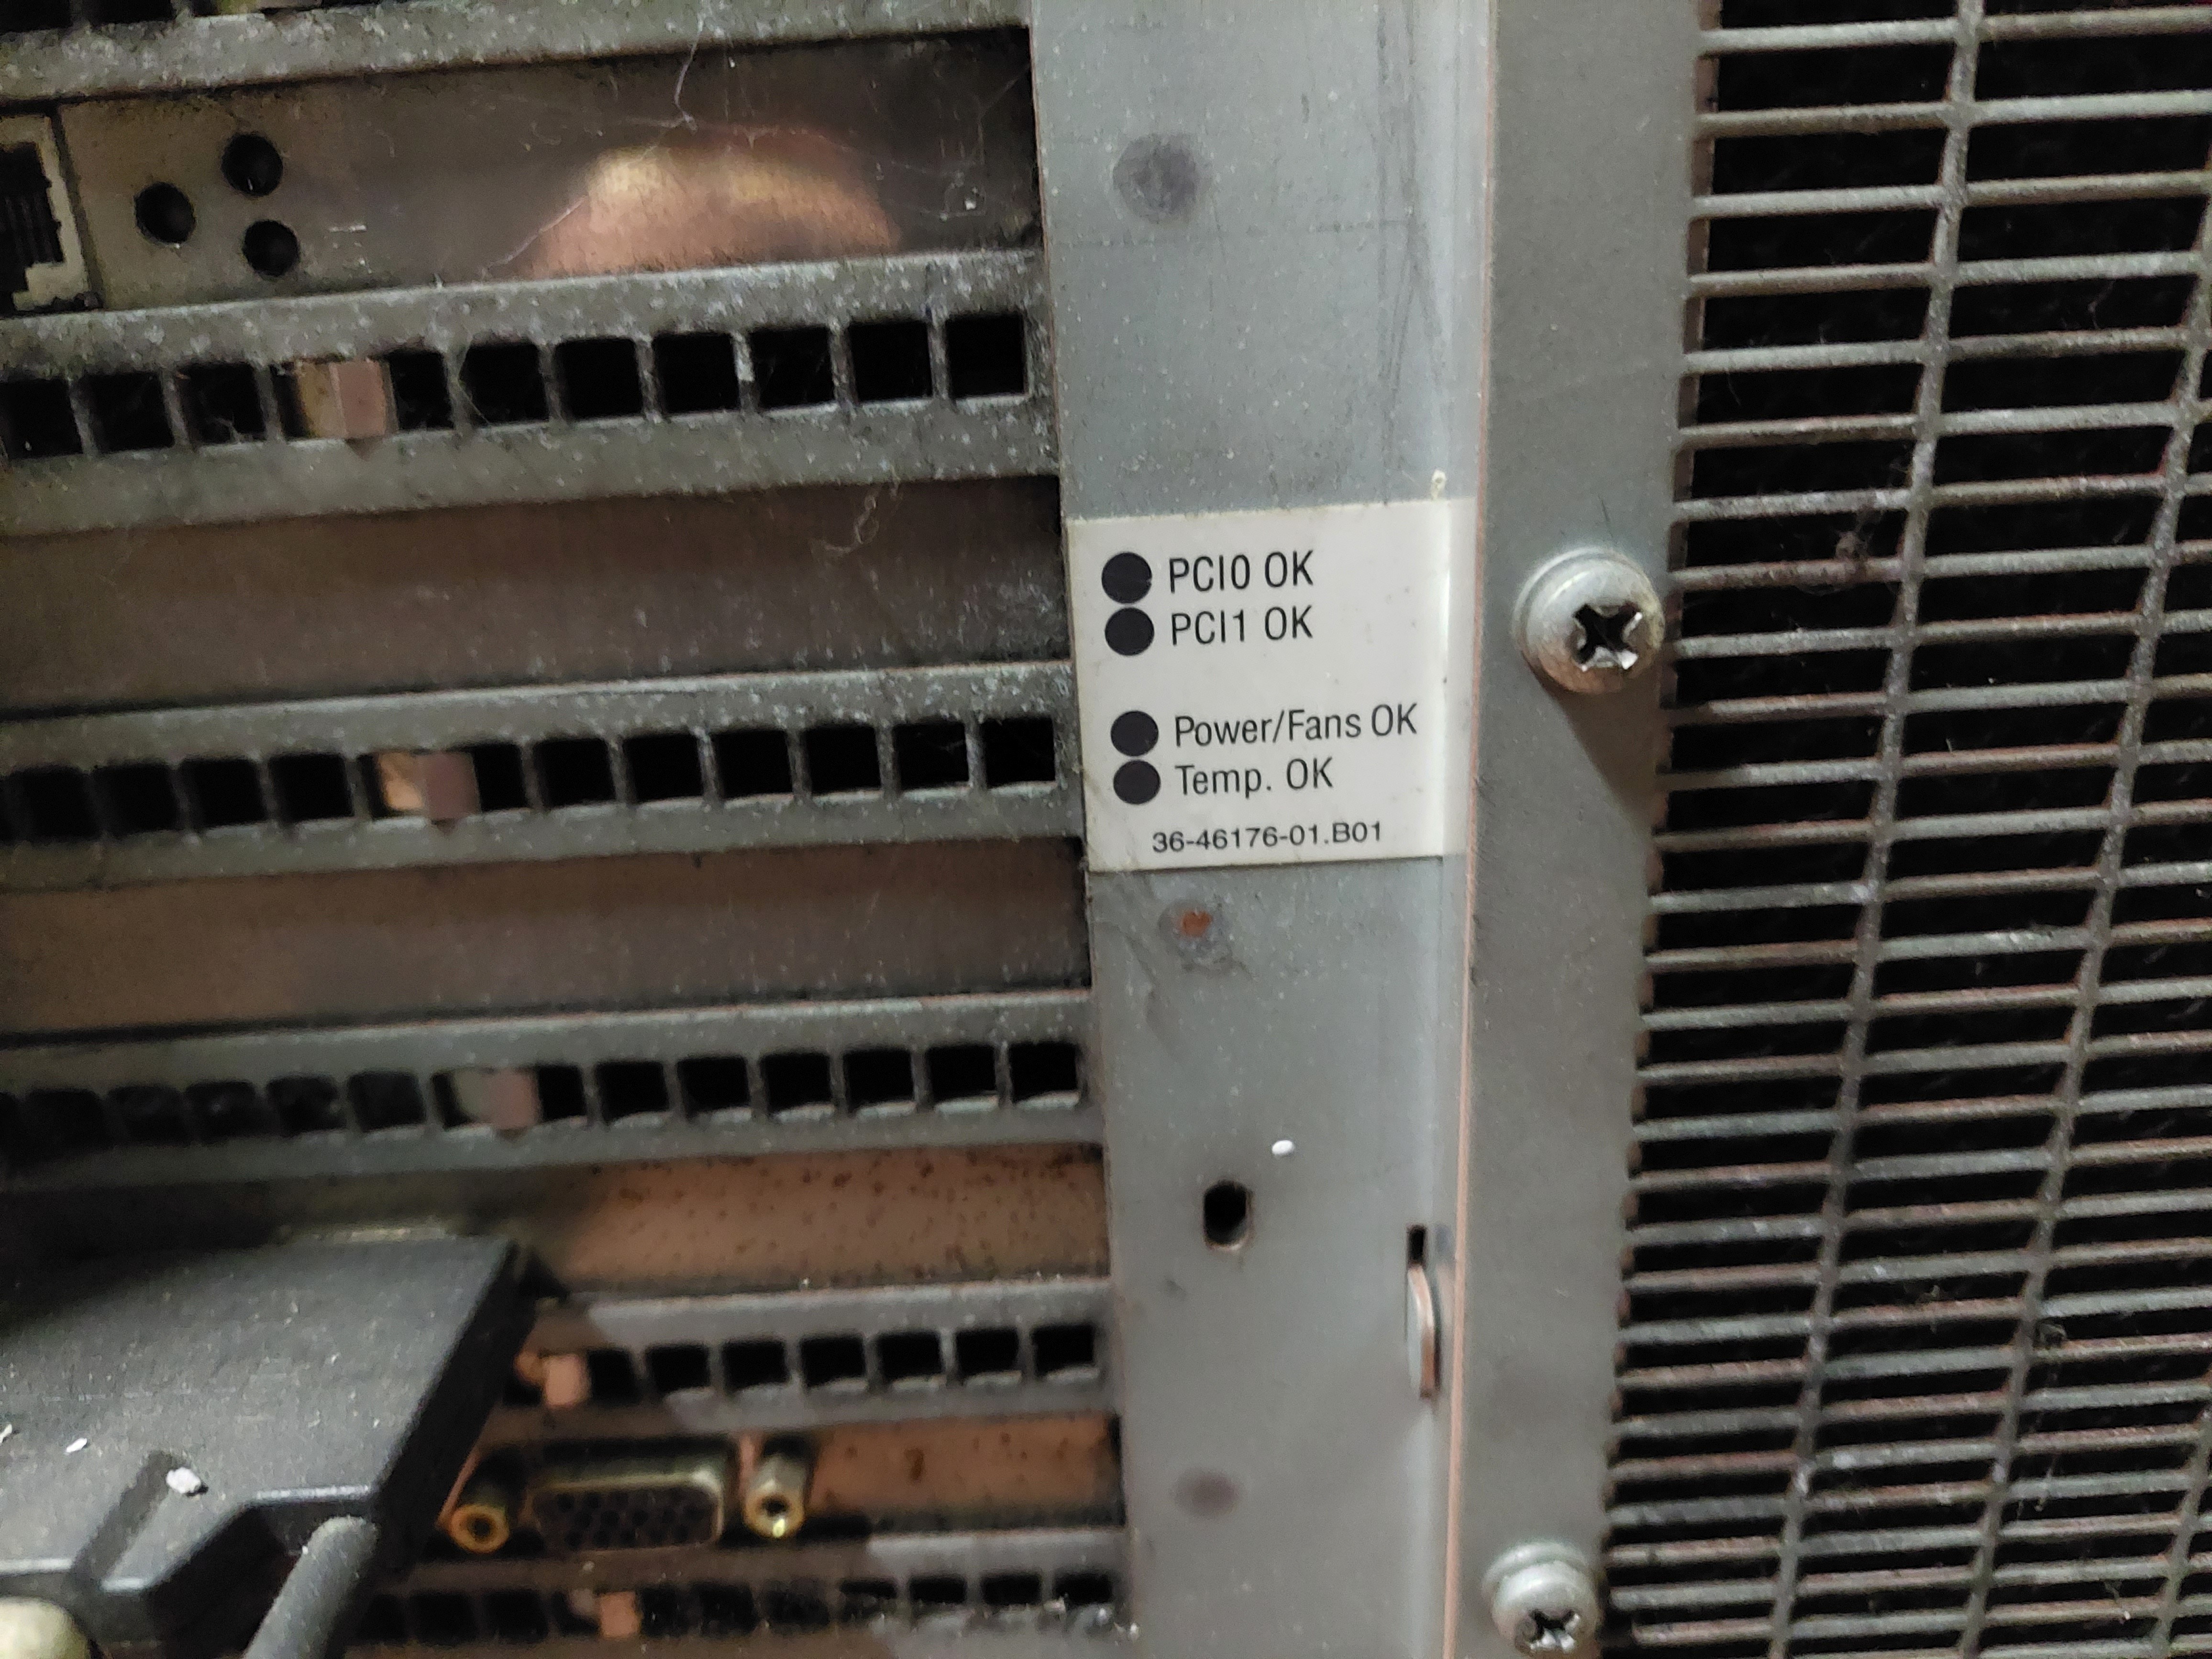 PCI0 OK
PCI1 OK
Power/Fans OK
Temp. OK
36-46176-01.B01